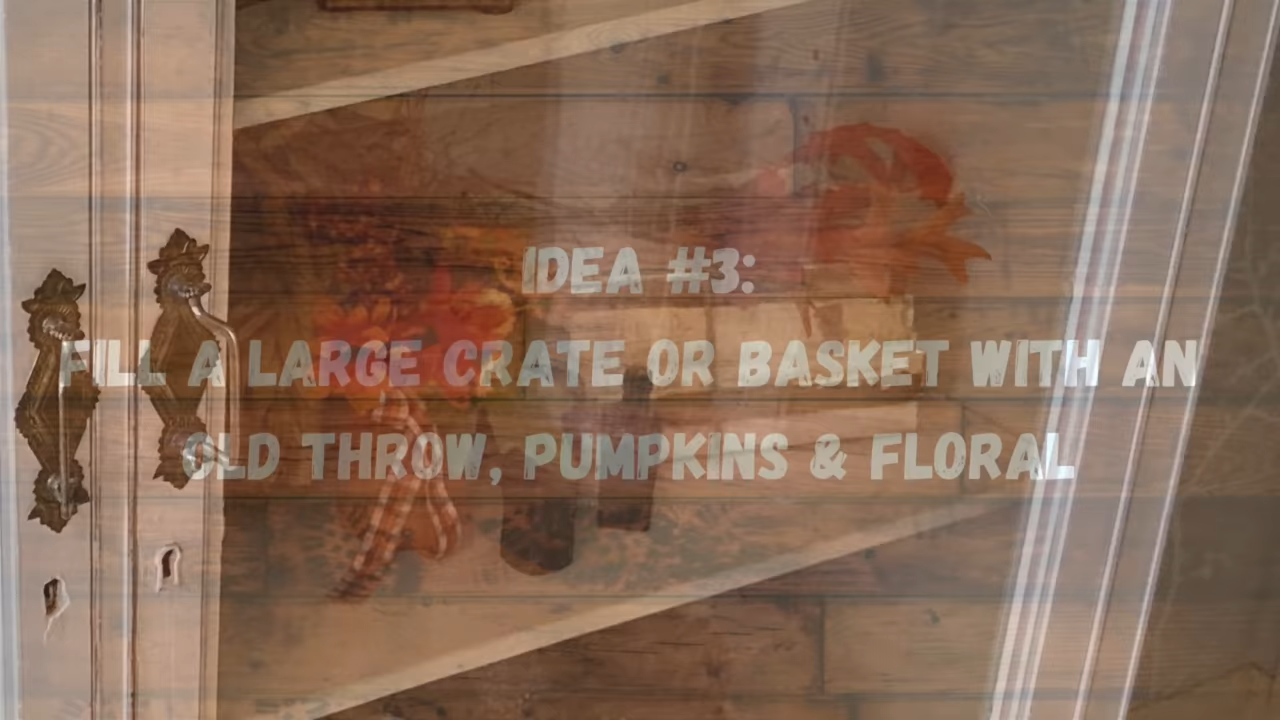 IDEA #3:
FILL A LARGE CRATE OR BASKET WITH AN
OLD THROW, PUMPKINS & FLORAL